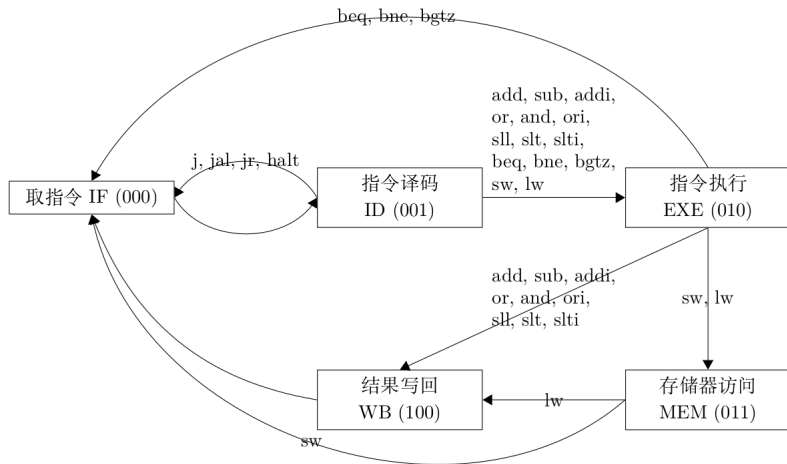 beq, bne, bgtz
add, sub, addi,
or, and, ori,
sll, slt, slti,
beq, bne, bgtz,
sw, lw
j, jal, jr, halt
取指令 IF (000)
指令译码
ID (001)
指令执行
EXE (010)
add, sub, addi,
or, and, ori,
sll, slt, slti
sw, lw
结果写回
WB (100)
lw
存储器访问
MEM (011)
sw